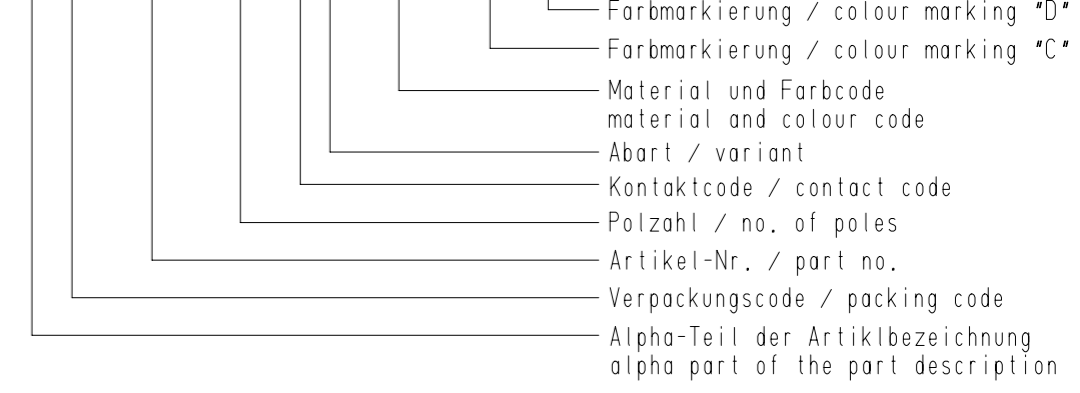 Farbmarkierung / colour marking "D"
Farbmarkierung / colour marking "C"
Material und Farbcode
material and colour code
Abart / variant
Kontaktcode / contact code
Polzahl / no. of poles
Artikel-Nr. / part no.
Verpackungscode / packing code
Alpha-Teil der Artiklbezeichnung
alpha part of the part description